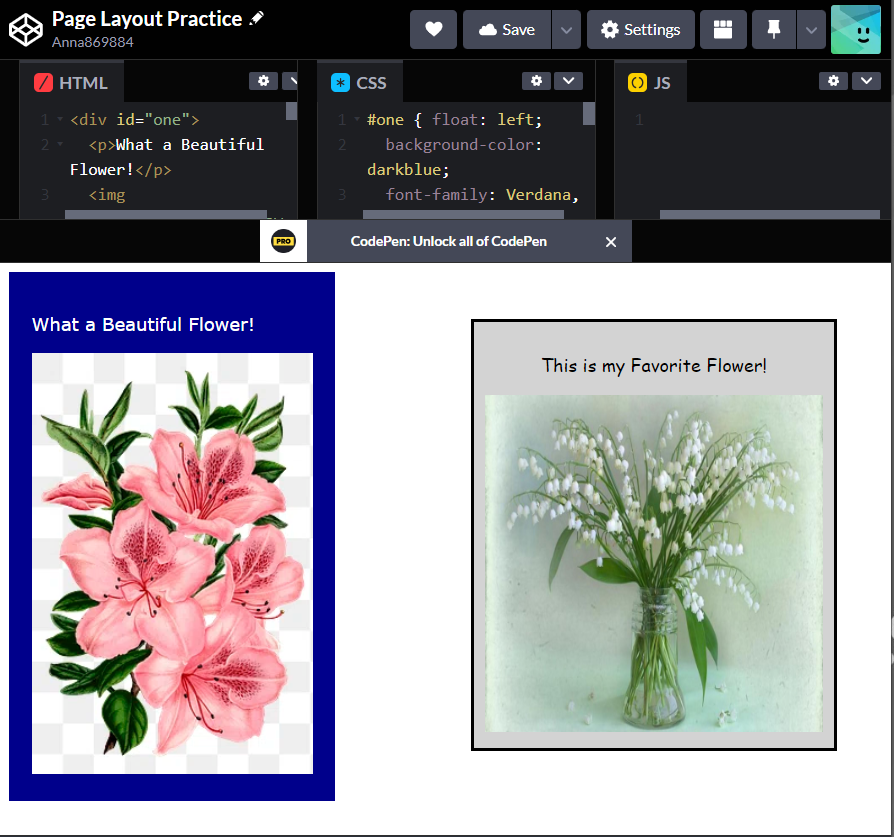 Page Layout Practice
Anna869884
Save
Settings
HTML
1 <div id="one">
2 <p>What a Beautiful
Flower!</p>
3 <img
CSS
1 #one { float: left;
2 background-color:
darkblue;
3 font-family: Verdana,
JS
1
PRO
CodePen: Unlock all of CodePen
What a Beautiful Flower!
This is my Favorite Flower!